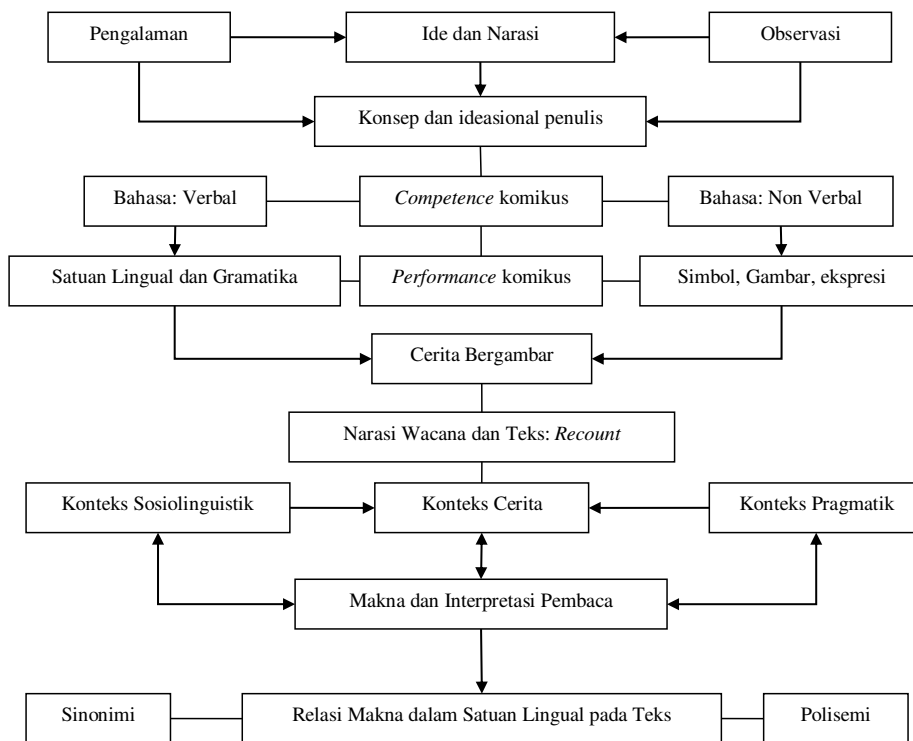 Pengalaman
Ide dan Narasi
Observasi
Konsep dan ideasional penulis
Bahasa: Verbal
Competence komikus
Bahasa: Non Verbal
Satuan Lingual dan Gramatika
Performance komikus
Simbol, Gambar, ekspresi
Cerita Bergambar
Narasi Wacana dan Teks: Recount
Konteks Sosiolinguistik
Konteks Cerita
Konteks Pragmatik
Makna dan Interpretasi Pembaca
Sinonimi
Relasi Makna dalam Satuan Lingual pada Teks
Polisemi